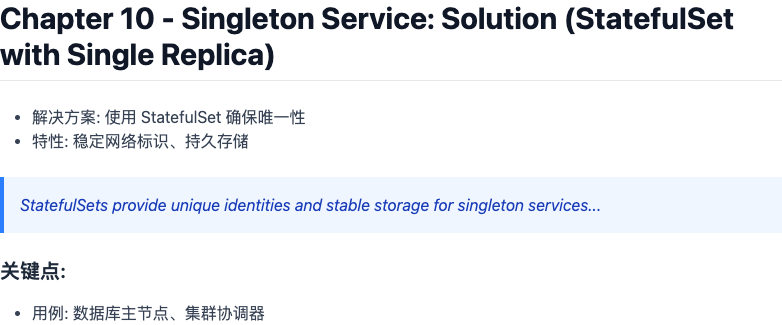 Chapter 10 - Singleton Service: Solution (StatefulSet
with Single Replica)
解决方案: 使用 StatefulSet 确保唯一性
特性: 稳定网络标识、持久存储
StatefulSets provide unique identities and stable storage for singleton services...
关键点:
用例: 数据库主节点、集群协调器